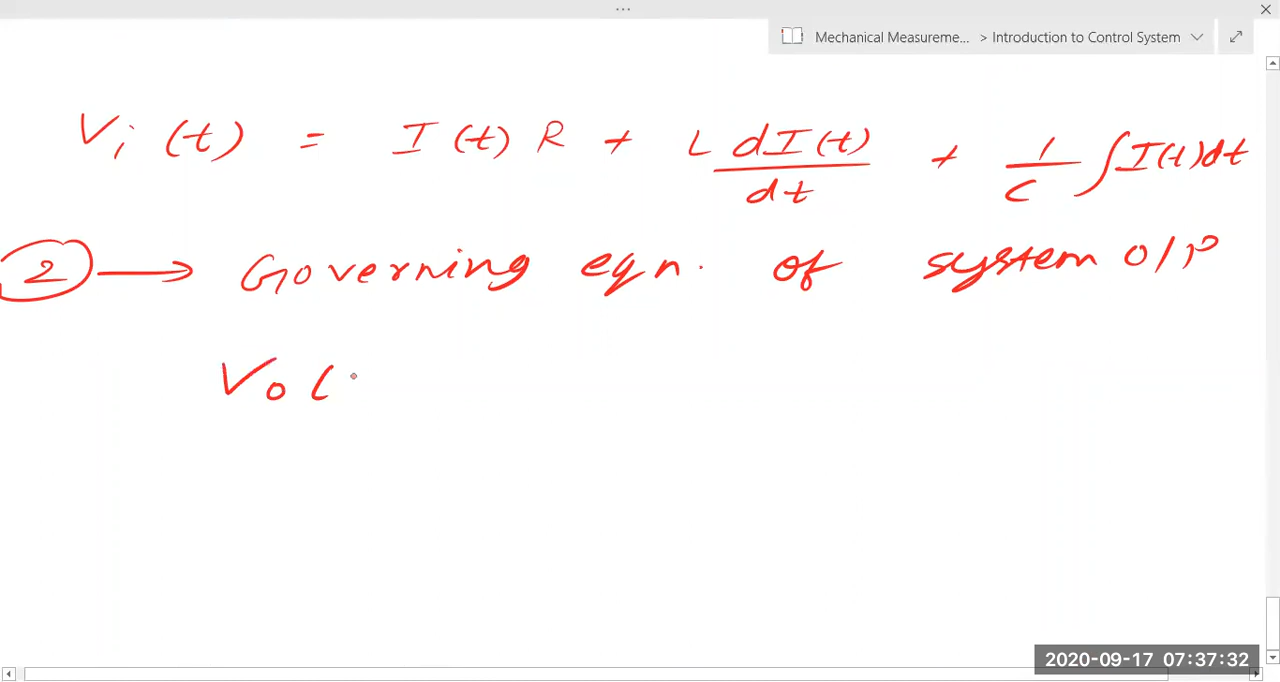 ...
Mechanical Measureme... > Introduction to Control System
Vi (t) = I (t) R + L dI(t)/dt + 1/C ∫I(t)dt
2 → Governing eqn. of system O/P
Vo (
2020-09-17 07:37:32